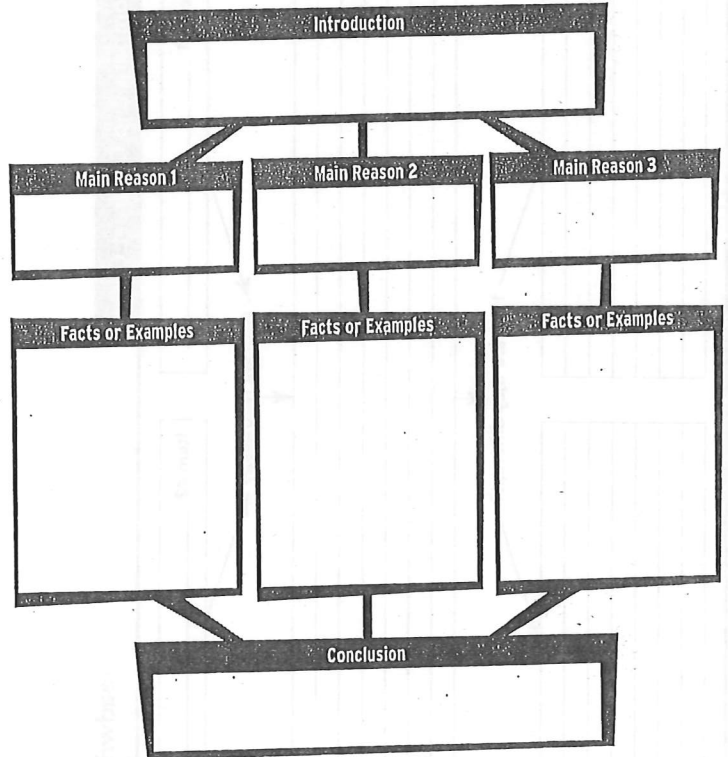 Introduction
Main Reason 1
Main Reason 2
Main Reason 3
Facts or Examples
Facts or Examples
Facts or Examples
Conclusion